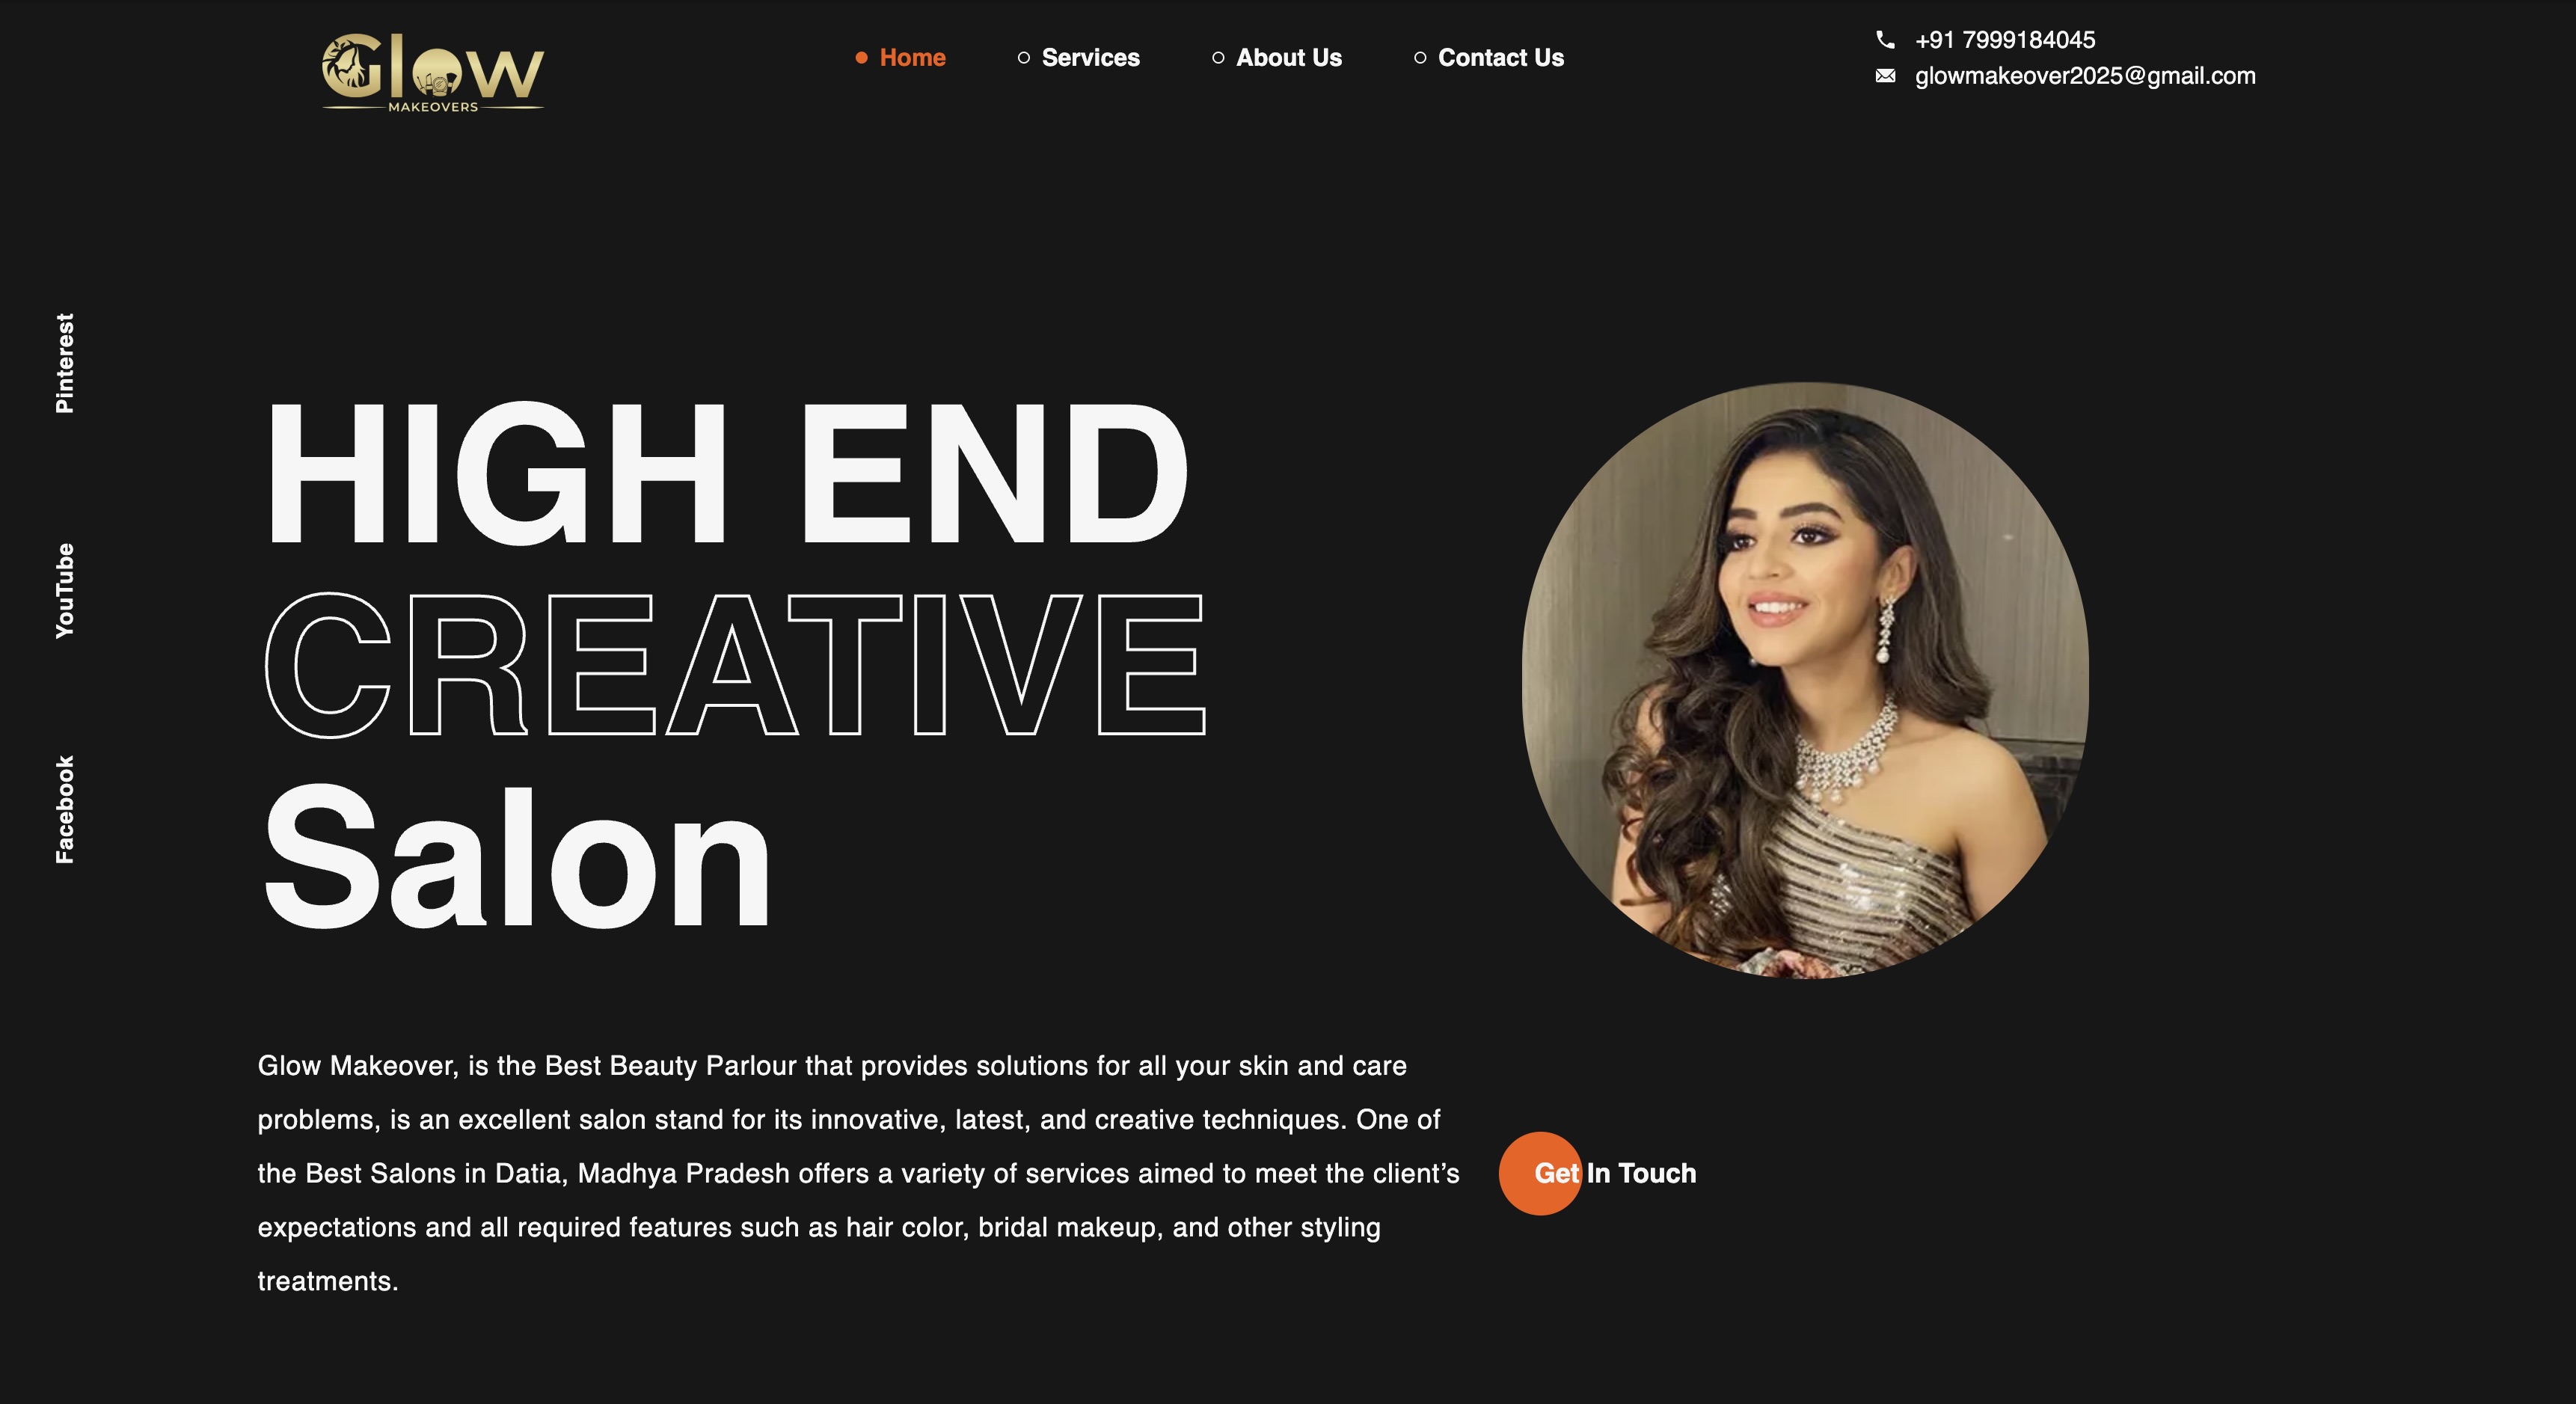 Glow
MAKEOVERS
Home
Services
About Us
Contact Us
+91 7999184045
glowmakeover2025@gmail.com
Pinterest
YouTube
Facebook
HIGH END
CREATIVE
Salon
Glow Makeover, is the Best Beauty Parlour that provides solutions for all your skin and care
problems, is an excellent salon stand for its innovative, latest, and creative techniques. One of
the Best Salons in Datia, Madhya Pradesh offers a variety of services aimed to meet the client’s
expectations and all required features such as hair color, bridal makeup, and other styling
treatments.
Get In Touch